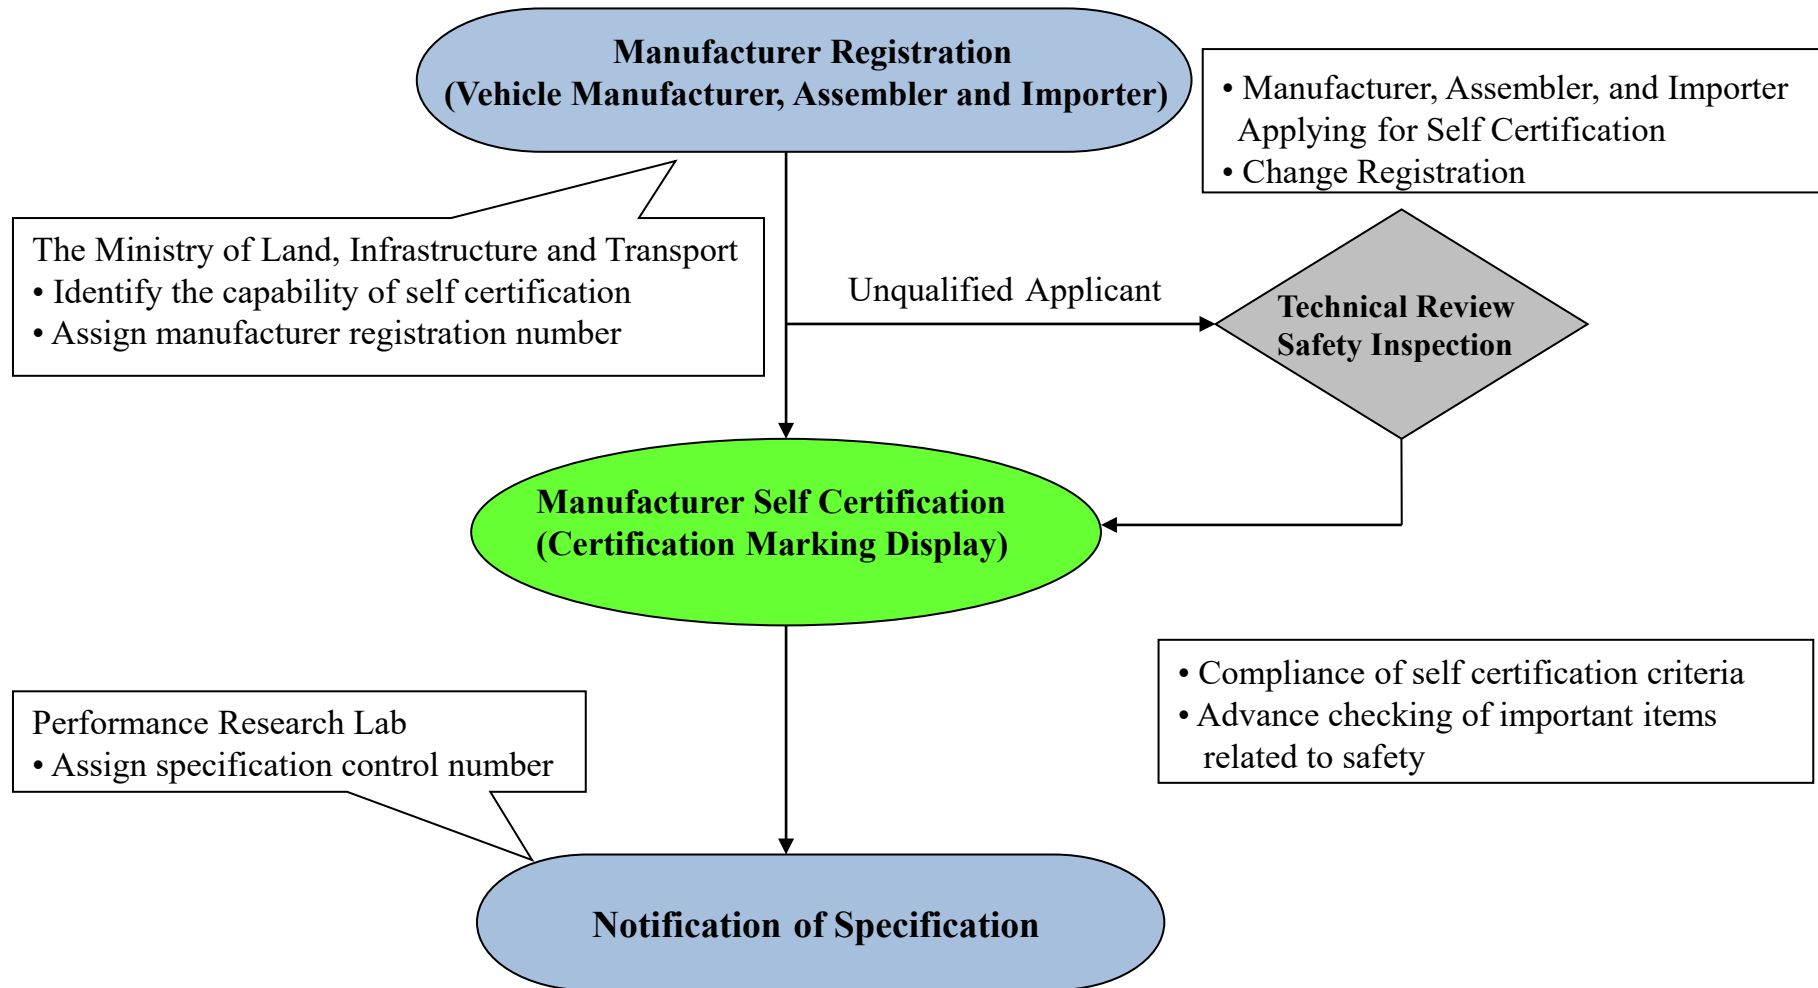 Manufacturer Registration
(Vehicle Manufacturer, Assembler and Importer)
• Manufacturer, Assembler, and Importer
Applying for Self Certification
• Change Registration
The Ministry of Land, Infrastructure and Transport
• Identify the capability of self certification
• Assign manufacturer registration number
Unqualified Applicant
Technical Review
Safety Inspection
Manufacturer Self Certification
(Certification Marking Display)
• Compliance of self certification criteria
• Advance checking of important items
related to safety
Performance Research Lab
• Assign specification control number
Notification of Specification